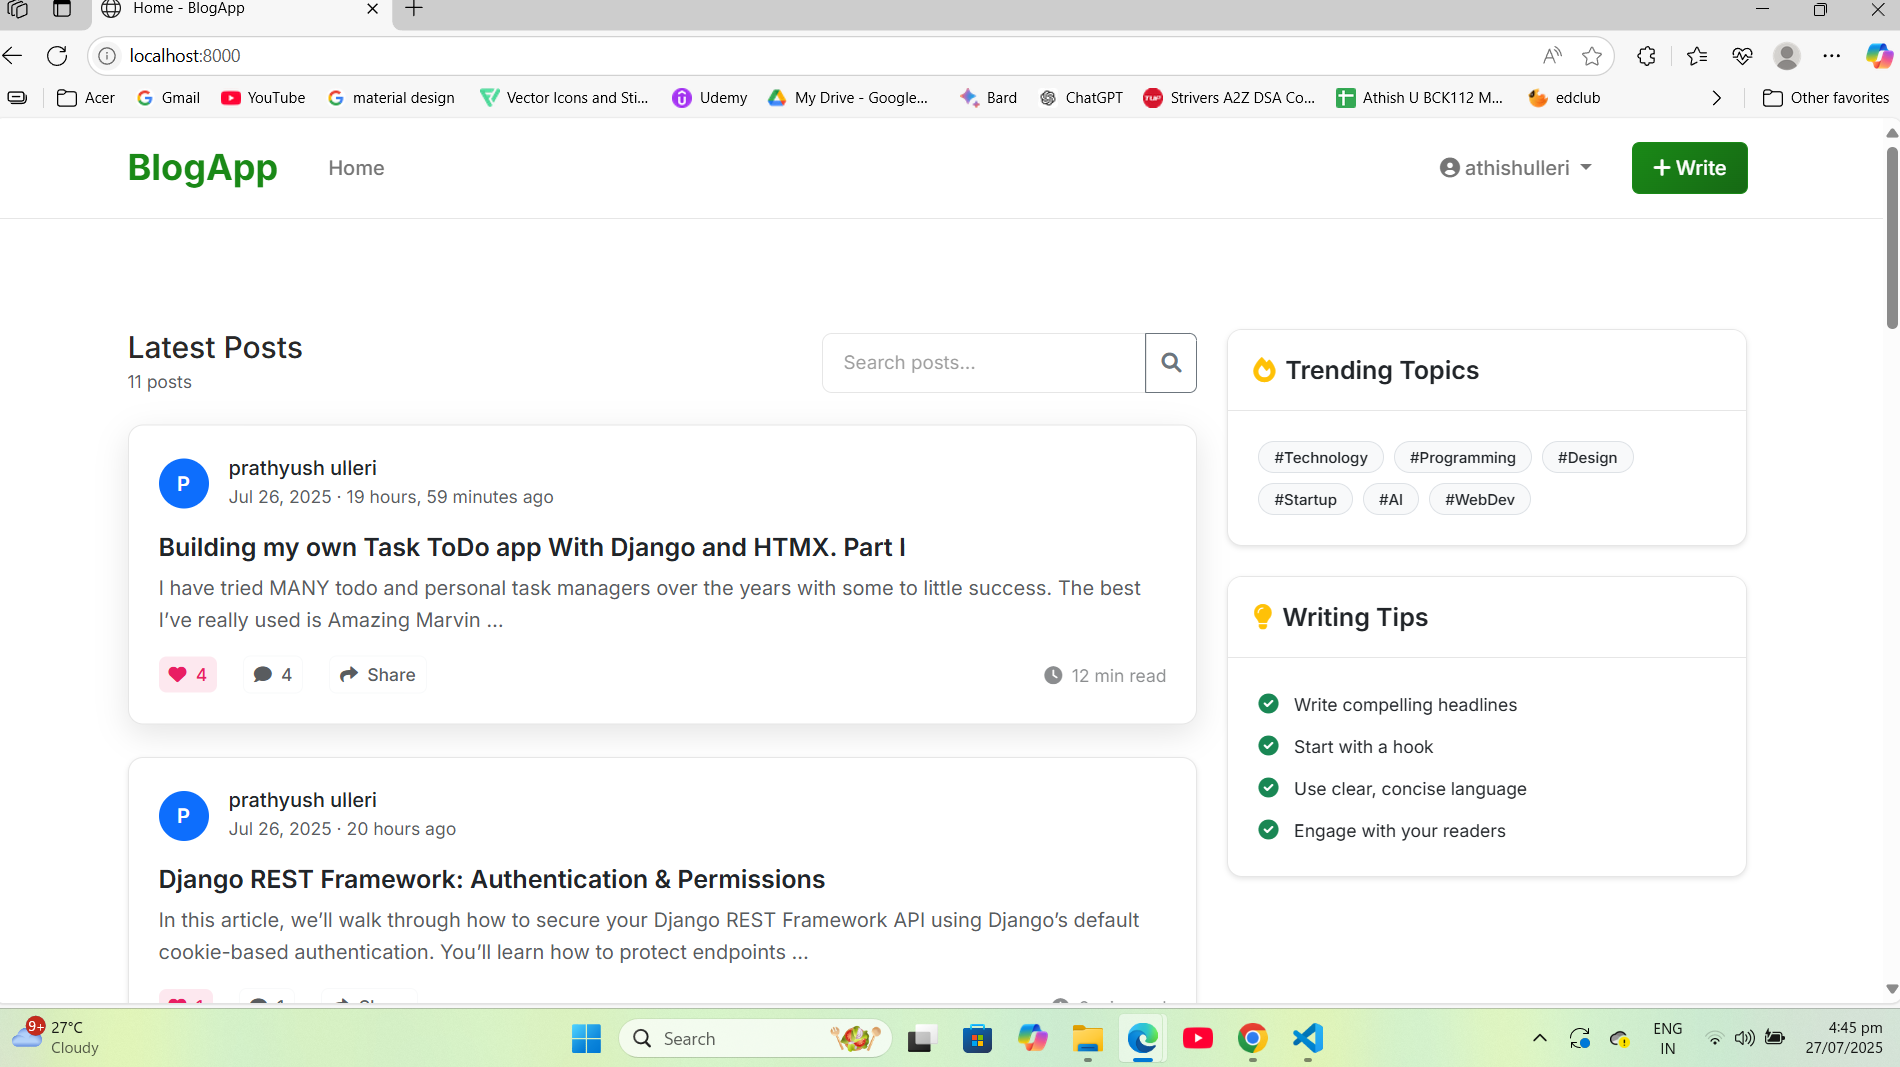 Home - BlogApp
localhost:8000
Acer
Gmail
YouTube
material design
Vector Icons and Sti...
Udemy
My Drive - Google...
Bard
ChatGPT
Strivers A2Z DSA Co...
Athish U BCK112 M...
edclub
Other favorites
BlogApp
Home
athishulleri
Write
Latest Posts
11 posts
Search posts...
P
prathyush ulleri
Jul 26, 2025 · 19 hours, 59 minutes ago
Building my own Task ToDo app With Django and HTMX. Part I
I have tried MANY todo and personal task managers over the years with some to little success. The best
I’ve really used is Amazing Marvin ...
4
4
Share
12 min read
P
prathyush ulleri
Jul 26, 2025 · 20 hours ago
Django REST Framework: Authentication & Permissions
In this article, we’ll walk through how to secure your Django REST Framework API using Django’s default
cookie-based authentication. You’ll learn how to protect endpoints ...
Trending Topics
#Technology
#Programming
#Design
#Startup
#AI
#WebDev
Writing Tips
Write compelling headlines
Start with a hook
Use clear, concise language
Engage with your readers
9+
27°C
Cloudy
Search
ENG
IN
4:45 pm
27/07/2025